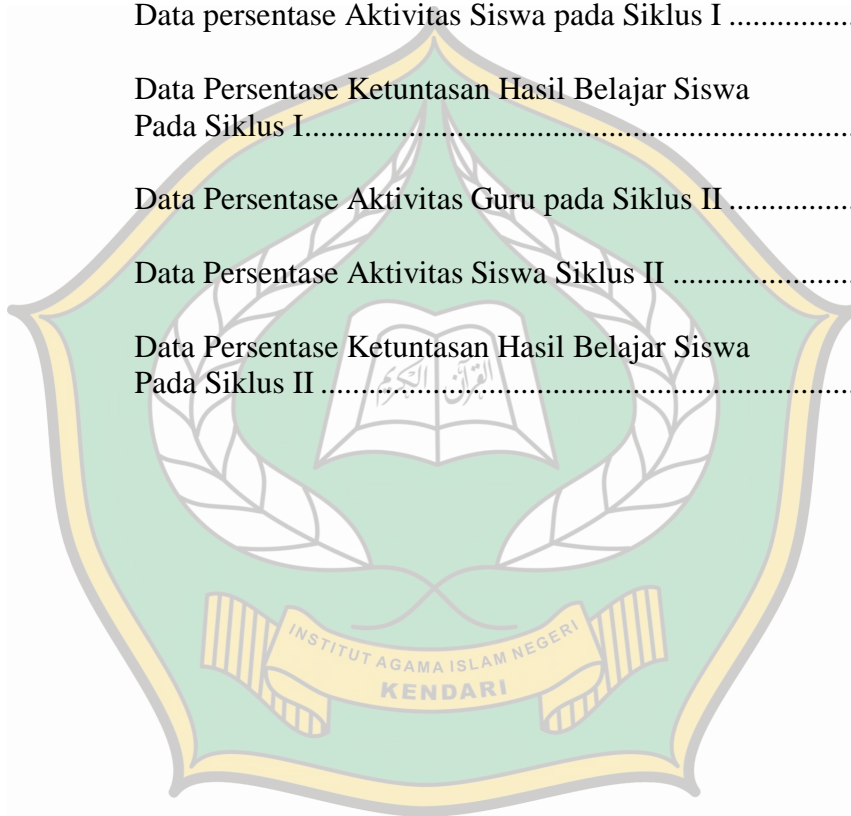 Data persentase Aktivitas Siswa pada Siklus I ................
Data Persentase Ketuntasan Hasil Belajar Siswa
Pada Siklus I.....................................................................
Data Persentase Aktivitas Guru pada Siklus II ................
Data Persentase Aktivitas Siswa Siklus II .......................
Data Persentase Ketuntasan Hasil Belajar Siswa
Pada Siklus II ...................................................................
القرآن الكريم
INSTITUT AGAMA ISLAM NEGERI
KENDARI